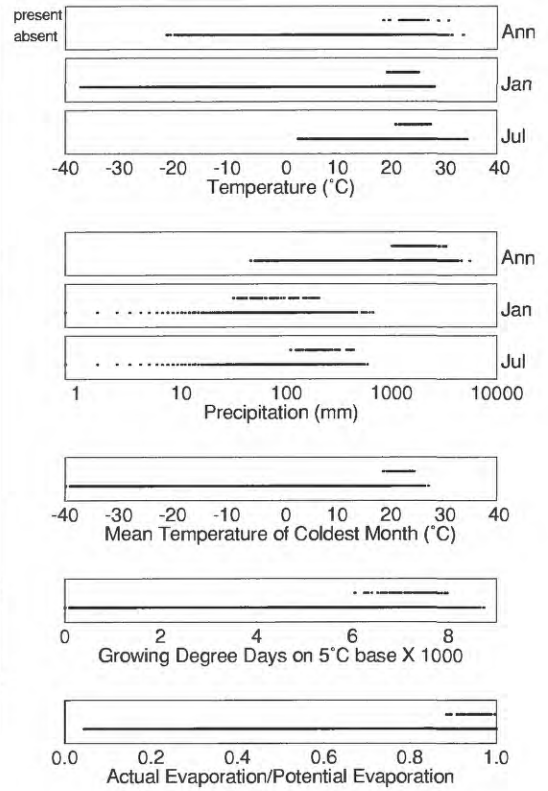 present
absent
Ann
Jan
Jul
-40 -30 -20 -10 0 10 20 30 40
Temperature (˚C)
Ann
Jan
Jul
1 10 100 1000 10000
Precipitation (mm)
-40 -30 -20 -10 0 10 20 30 40
Mean Temperature of Coldest Month (˚C)
0 2 4 6 8
Growing Degree Days on 5˚C base X 1000
0.0 0.2 0.4 0.6 0.8 1.0
Actual Evaporation/Potential Evaporation